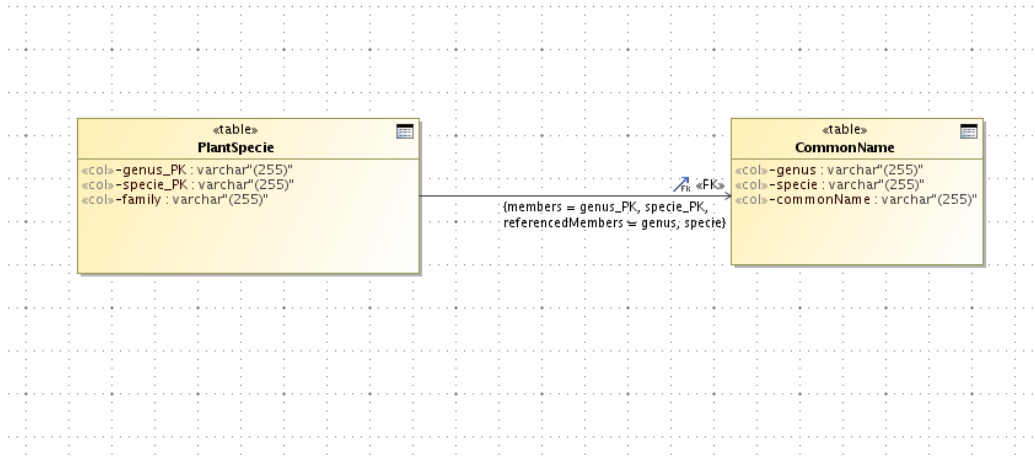 «table»
PlantSpecie
«col»-genus_PK : varchar"(255)"
«col»-specie_PK : varchar"(255)"
«col»-family : varchar"(255)"
FK «FK»
{members = genus_PK, specie_PK,
referencedMembers = genus, specie}
«table»
CommonName
«col»-genus : varchar"(255)"
«col»-specie : varchar"(255)"
«col»-commonName : varchar"(255)"